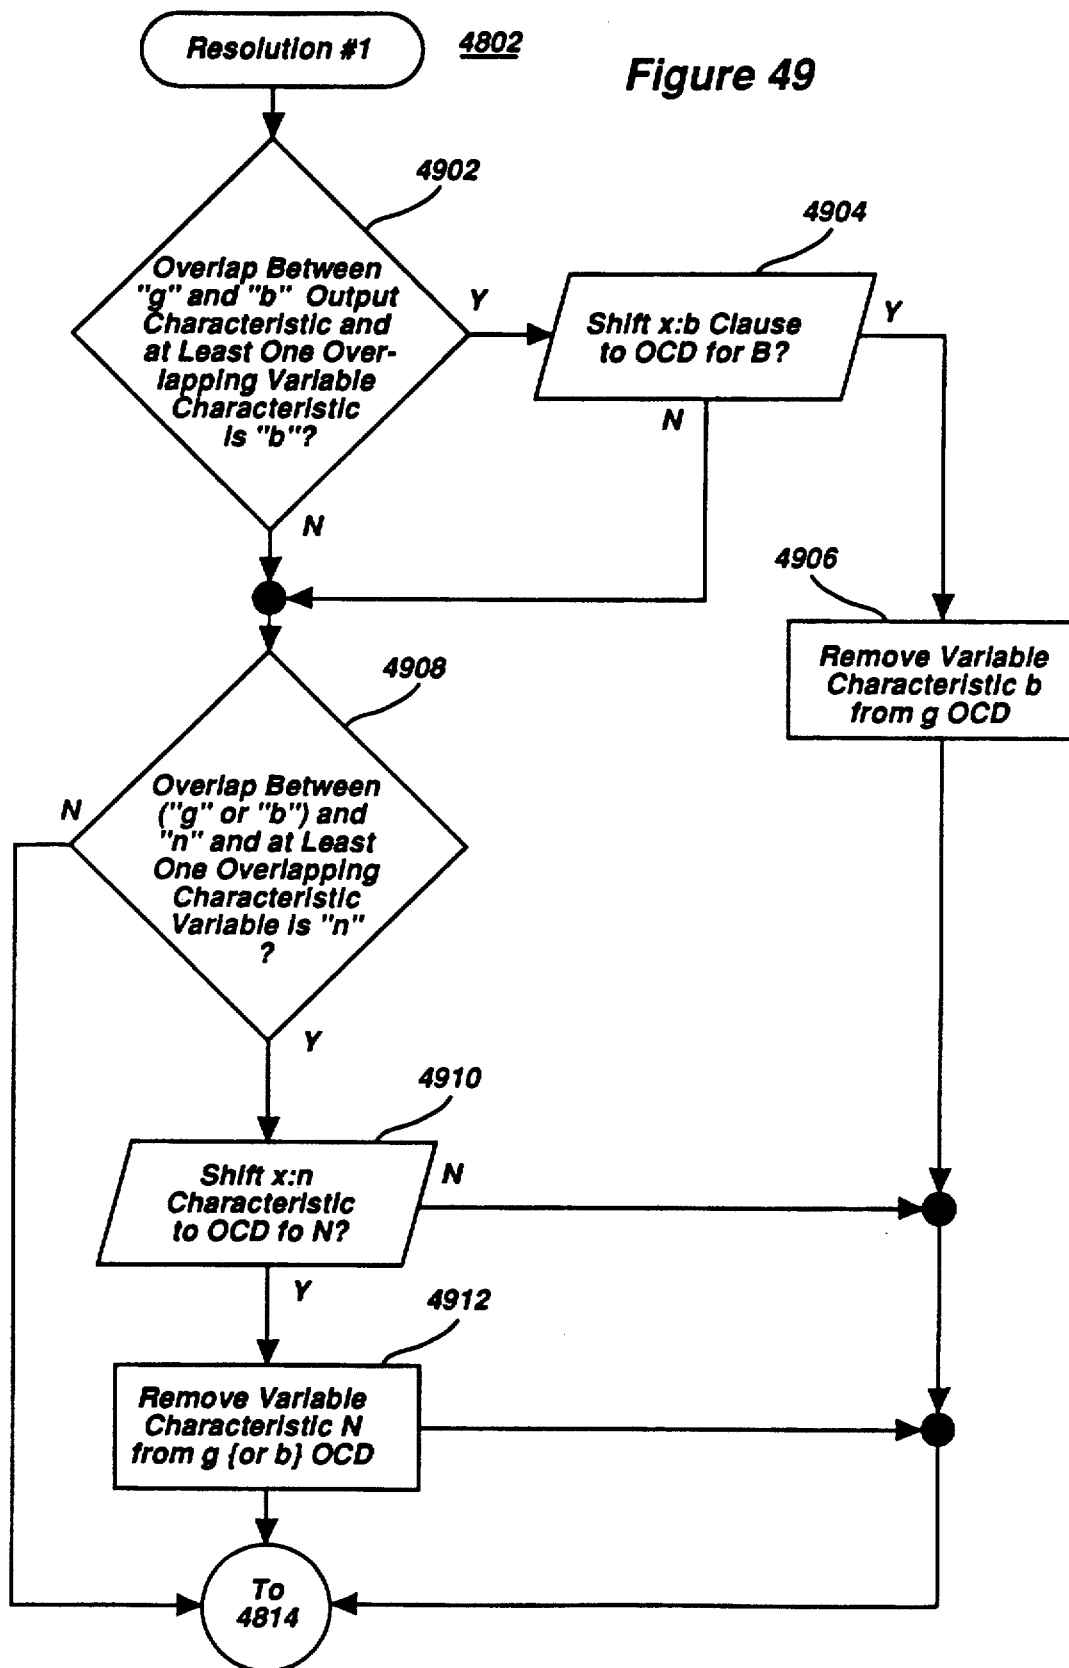 Resolution #1
4802
Figure 49
4902
Overlap Between
"g" and "b" Output
Characteristic and
at Least One Over-
lapping Variable
Characteristic
is "b"?
Y
N
4904
Shift x:b Clause
to OCD for B?
Y
N
4906
Remove Variable
Characteristic b
from g OCD
4908
Overlap Between
("g" or "b") and
"n" and at Least
One Overlapping
Characteristic
Variable is "n"
?
N
Y
4910
Shift x:n
Characteristic
to OCD fo N?
N
Y
4912
Remove Variable
Characteristic N
from g {or b} OCD
To
4814